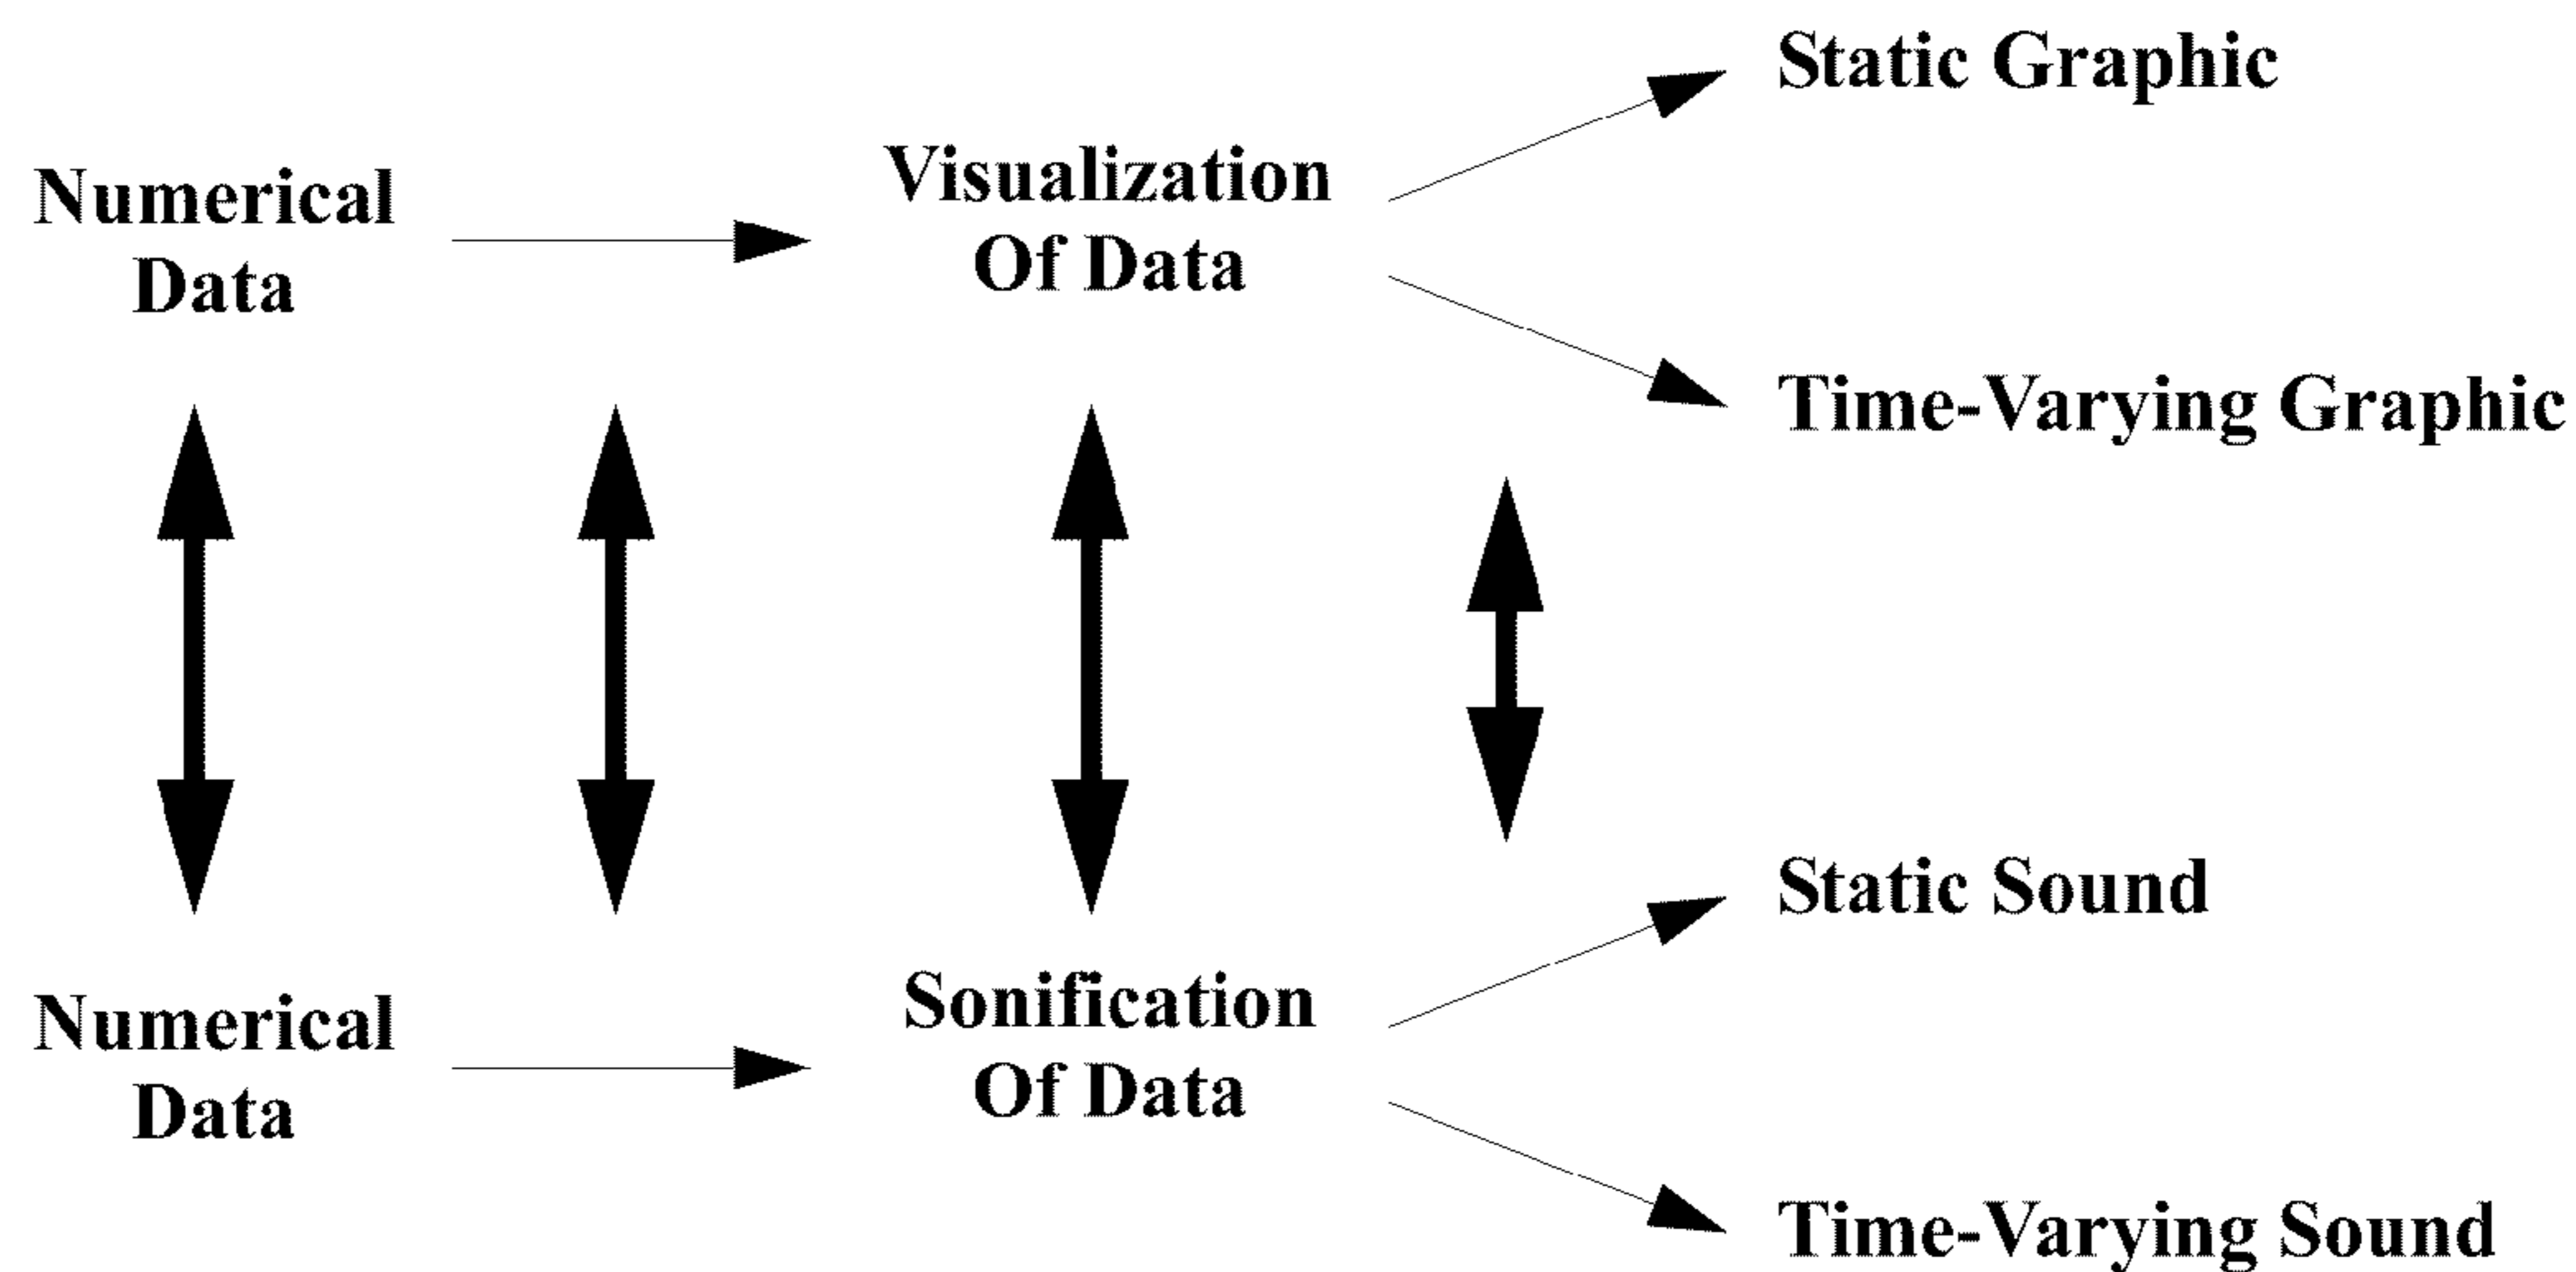 Static Graphic
Numerical
Data
Visualization
Of Data
Time-Varying Graphic
Static Sound
Numerical
Data
Sonification
Of Data
Time-Varying Sound